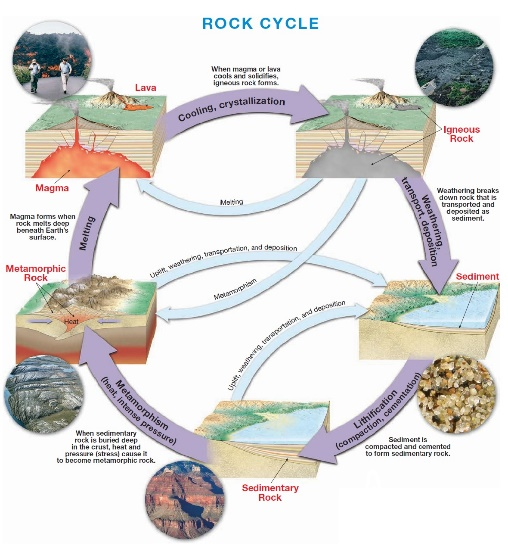 ROCK CYCLE
Lava
When magma or lava
cools and solidifies,
igneous rock forms.
Cooling, crystallization
Igneous
Rock
Magma
Melting
Weathering,
transport, deposition
Weathering breaks
down rock that is
transported and
deposited as
sediment.
Magma forms when
rock melts deep
beneath Earth's
surface.
Melting
Uplift, weathering, transportation, and deposition
Metamorphism
Metamorphic
Rock
Heat
Sediment
Uplift, weathering, transportation, and deposition
Metamorphism
(heat, intense
pressure)
Lithification
(compaction, cementation)
When sedimentary
rock is buried deep
in the crust, heat and
pressure (stress) cause it
to become metamorphic rock.
Sediment is
compacted and cemented
to form sedimentary rock.
Sedimentary
Rock